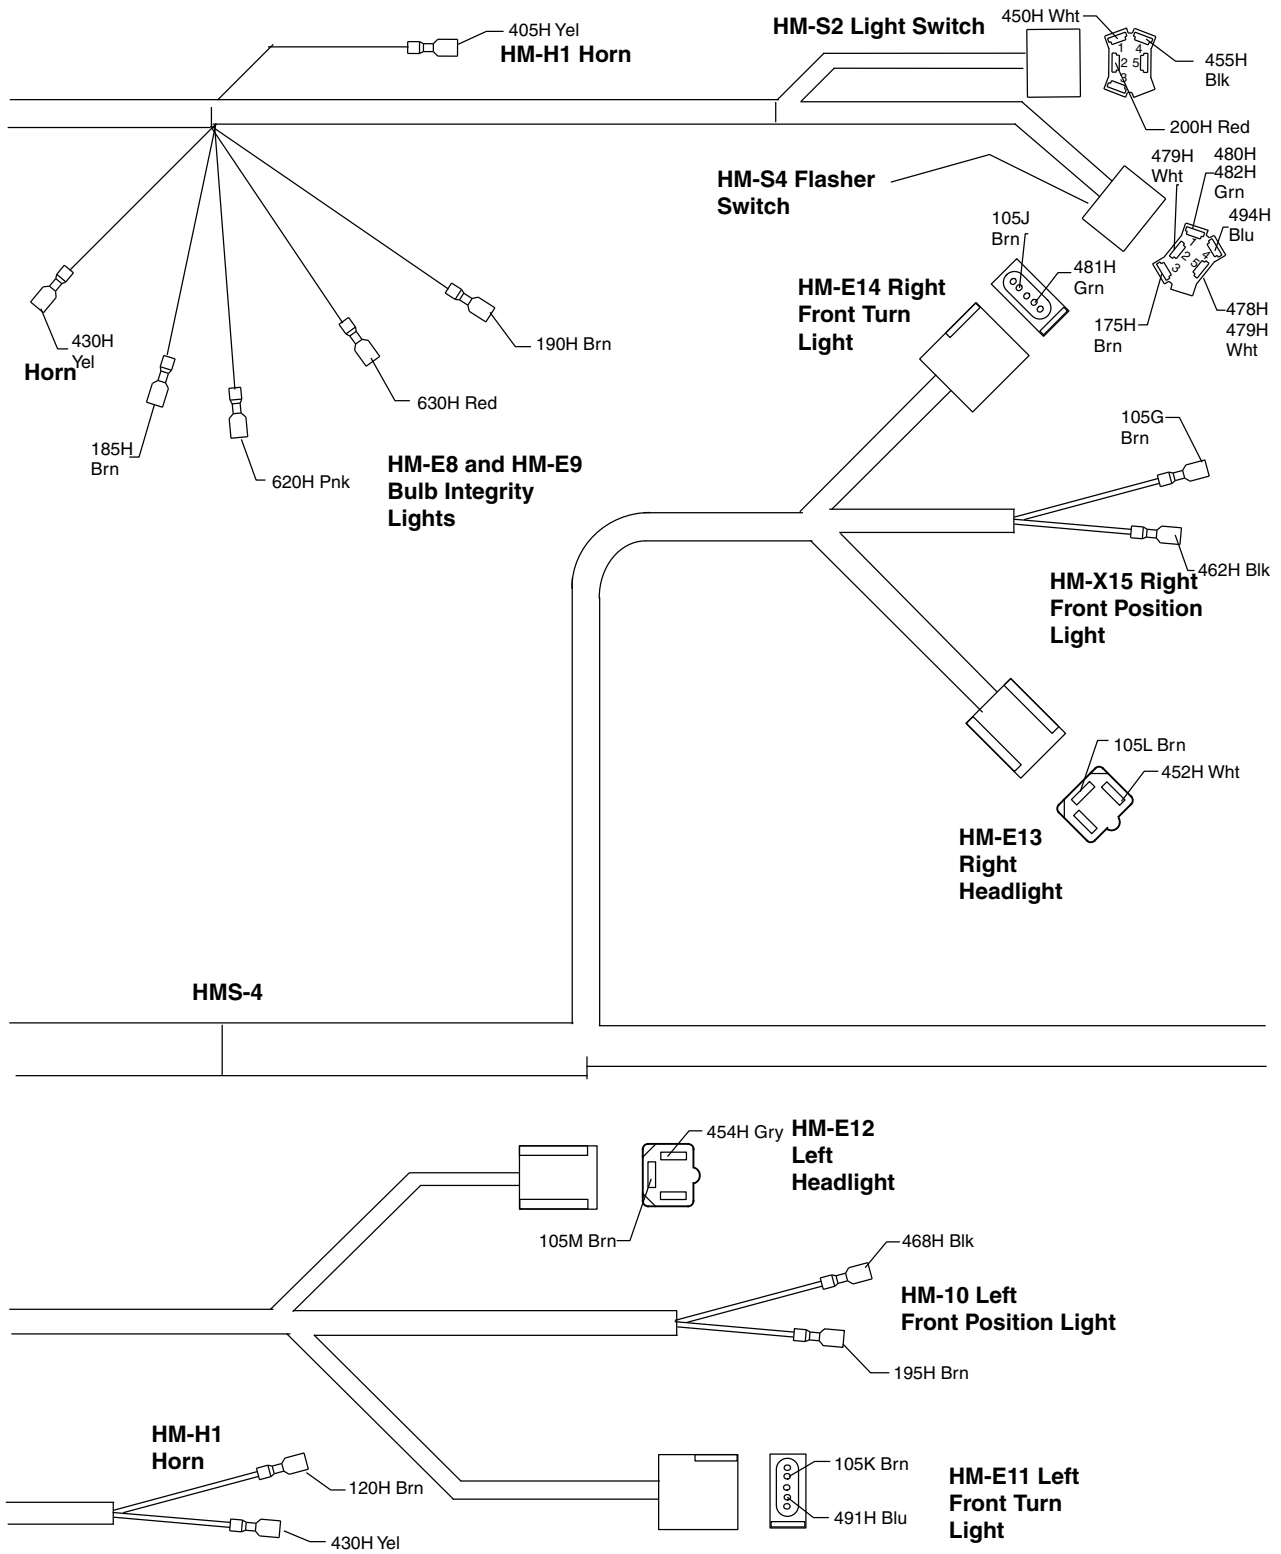 405H Yel
HM-H1 Horn
HM-S2 Light Switch
450H Wht
1
4
2
5
3
455H
Blk
200H Red
HM-S4 Flasher
Switch
479H
Wht
480H
482H
Grn
494H
Blu
1
2
4
3
5
175H
Brn
478H
479H
Wht
105J
Brn
481H
Grn
HM-E14 Right
Front Turn
Light
430H
Yel
Horn
185H
Brn
620H Pnk
630H Red
190H Brn
HM-E8 and HM-E9
Bulb Integrity
Lights
105G
Brn
462H Blk
HM-X15 Right
Front Position
Light
105L Brn
452H Wht
HM-E13
Right
Headlight
HMS-4
454H Gry
HM-E12
Left
Headlight
105M Brn
468H Blk
HM-10 Left
Front Position Light
195H Brn
HM-H1
Horn
120H Brn
430H Yel
105K Brn
491H Blu
HM-E11 Left
Front Turn
Light